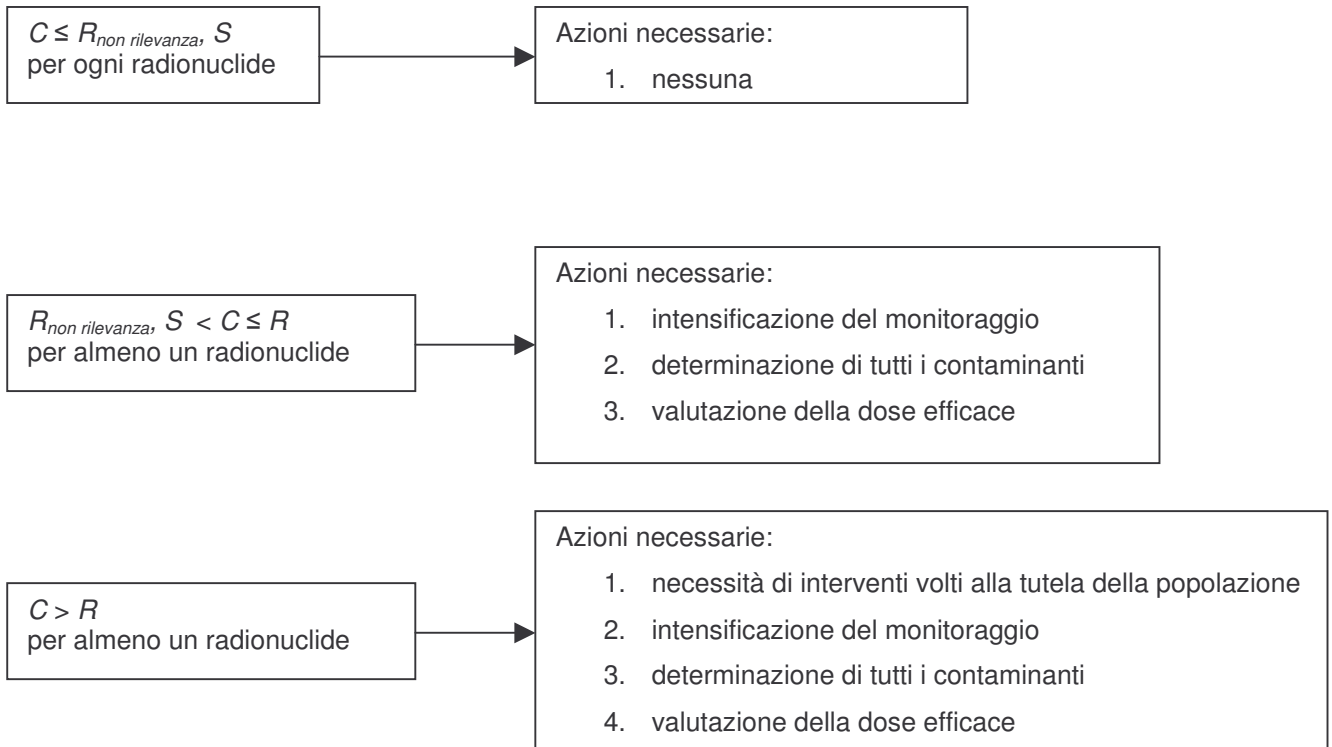 C ≤ R non rilevanza, S
per ogni radionuclide
Azioni necessarie:
1. nessuna
R non rilevanza, S < C ≤ R
per almeno un radionuclide
Azioni necessarie:
1. intensificazione del monitoraggio
2. determinazione di tutti i contaminanti
3. valutazione della dose efficace
C > R
per almeno un radionuclide
Azioni necessarie:
1. necessità di interventi volti alla tutela della popolazione
2. intensificazione del monitoraggio
3. determinazione di tutti i contaminanti
4. valutazione della dose efficace